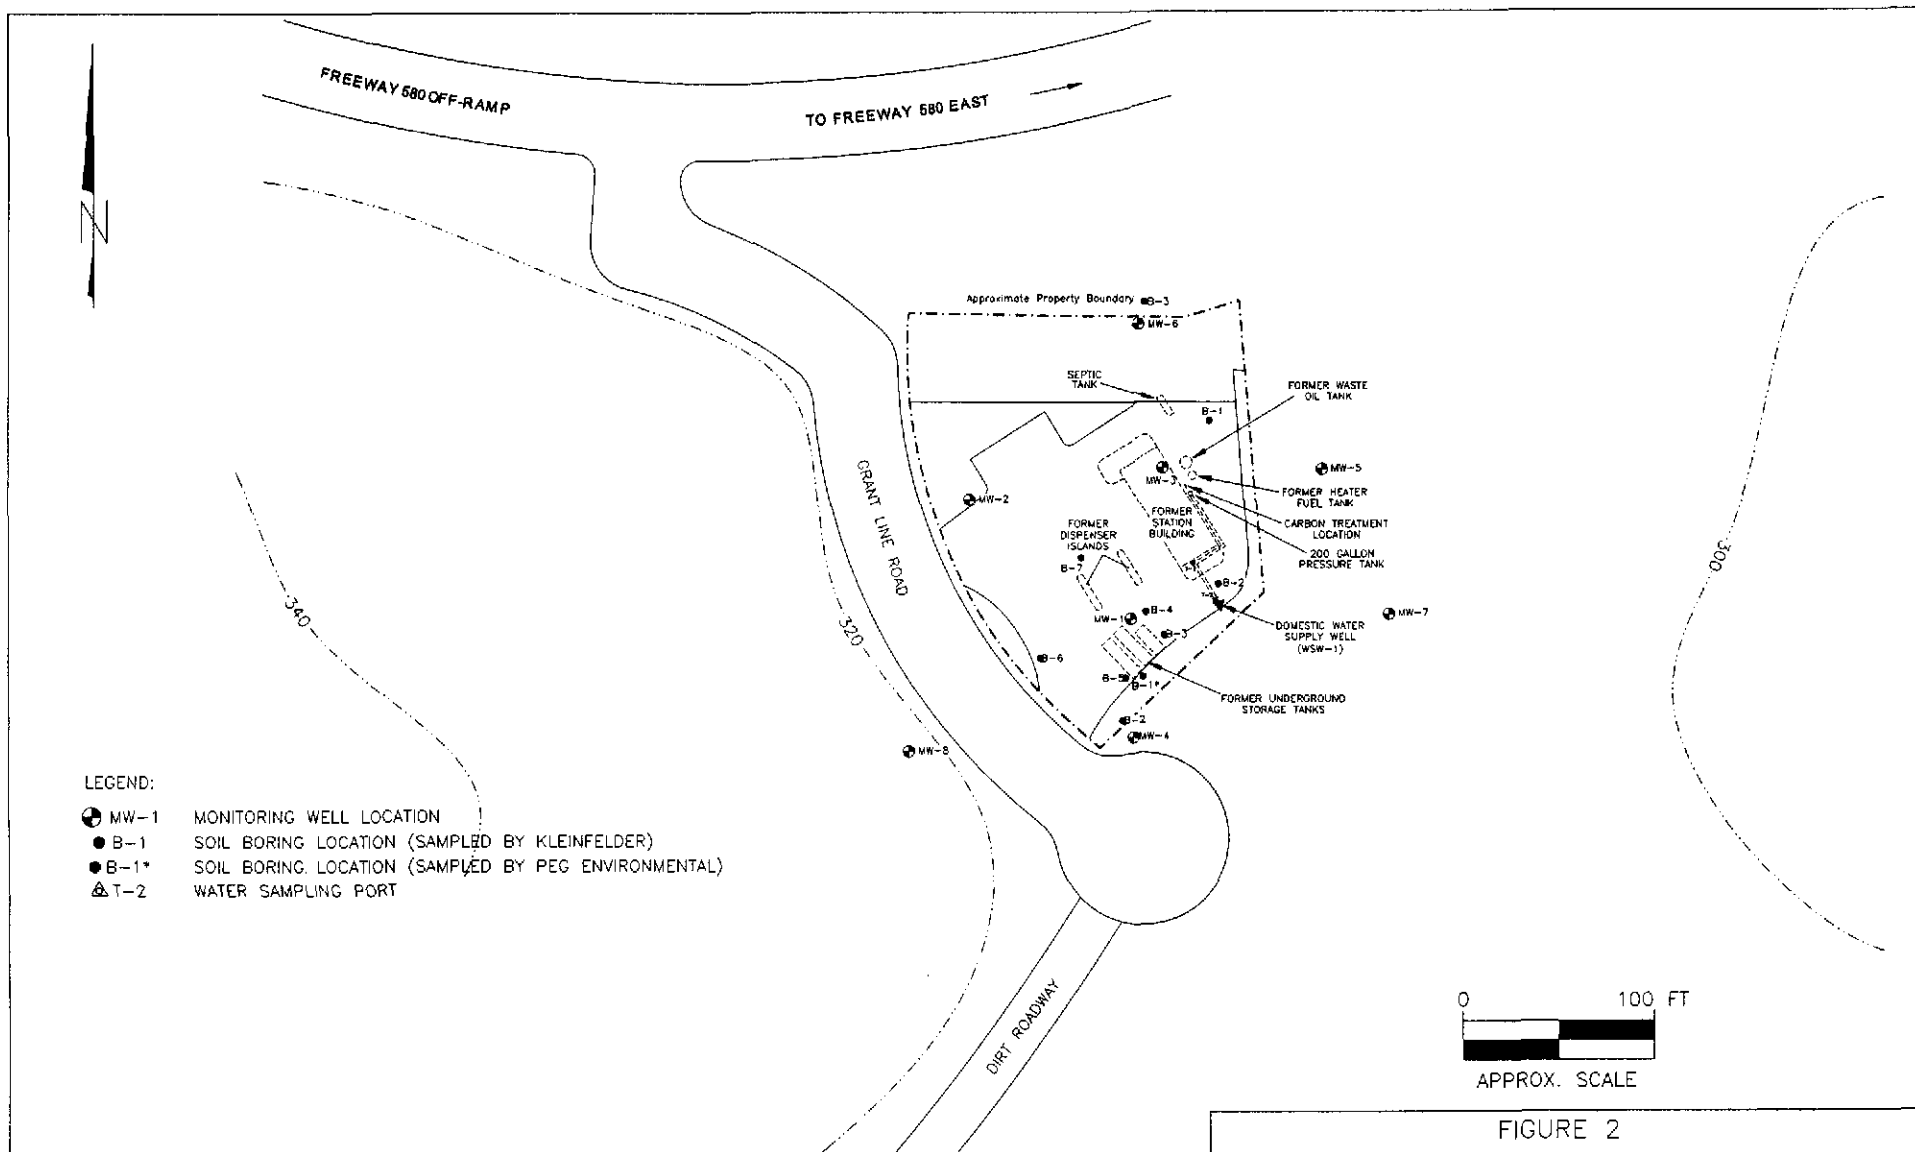 FREEWAY 580 OFF-RAMP
TO FREEWAY 580 EAST
N
Approximate Property Boundary
B-3
MW-6
SEPTIC
TANK
FORMER WASTE
OIL TANK
B-1
MW-5
MW-3
FORMER HEATER
FUEL TANK
MW-2
GRANT LINE ROAD
FORMER
DISPENSER
ISLANDS
FORMER
STATION
BUILDING
CARBON TREATMENT
LOCATION
200 GALLON
PRESSURE TANK
B-7
B-2
340
320
300
MW-1
B-4
MW-7
B-3
DOMESTIC WATER
SUPPLY WELL
(WSW-1)
B-6
B-5
B-1*
FORMER UNDERGROUND
STORAGE TANKS
B-2
MW-4
MW-8
LEGEND:
MW-1 MONITORING WELL LOCATION
B-1 SOIL BORING LOCATION (SAMPLED BY KLEINFELDER)
B-1* SOIL BORING LOCATION (SAMPLED BY PEG ENVIRONMENTAL)
T-2 WATER SAMPLING PORT
DIRT ROADWAY
0 100 FT
APPROX. SCALE
FIGURE 2